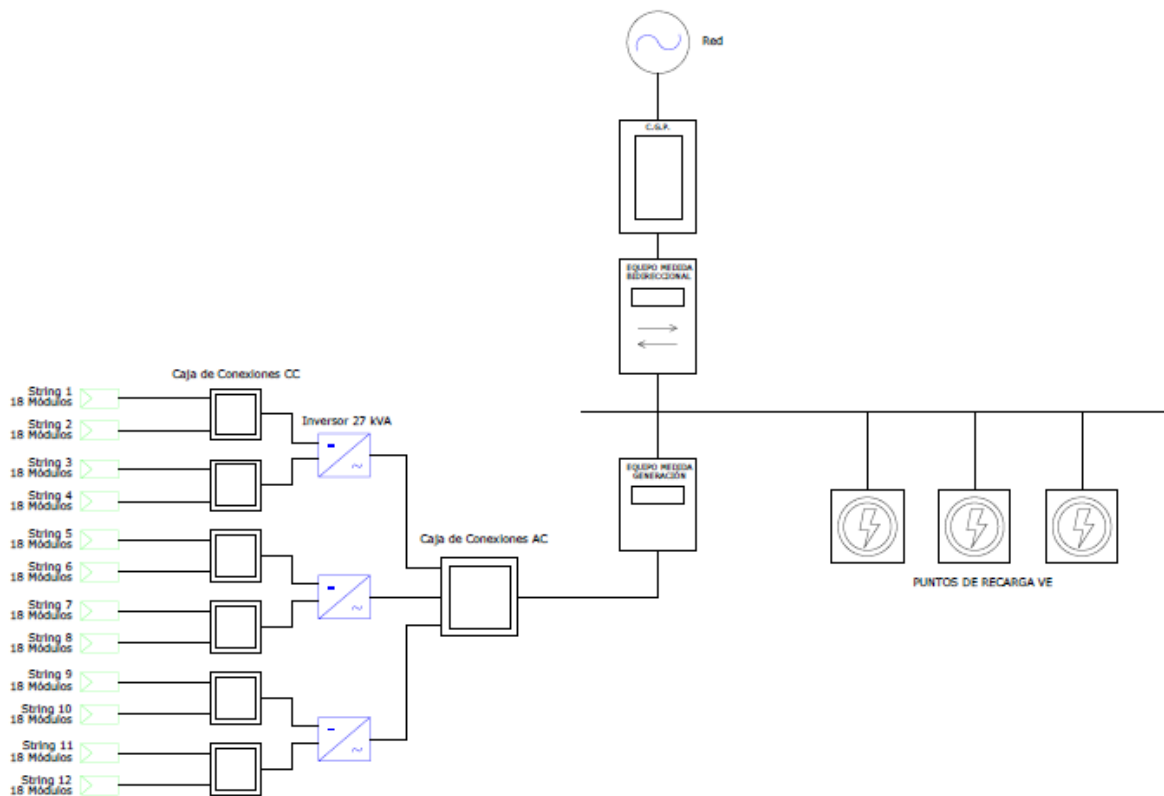 Red
C.G.P.
EQUIPO MEDIDA
BIDIRECCIONAL
Caja de Conexiones CC
String 1
18 Módulos
String 2
18 Módulos
Inversor 27 kVA
String 3
18 Módulos
String 4
18 Módulos
EQUIPO MEDIDA
GENERACIÓN
String 5
18 Módulos
Caja de Conexiones AC
String 6
18 Módulos
PUNTOS DE RECARGA VE
String 7
18 Módulos
String 8
18 Módulos
String 9
18 Módulos
String 10
18 Módulos
String 11
18 Módulos
String 12
18 Módulos